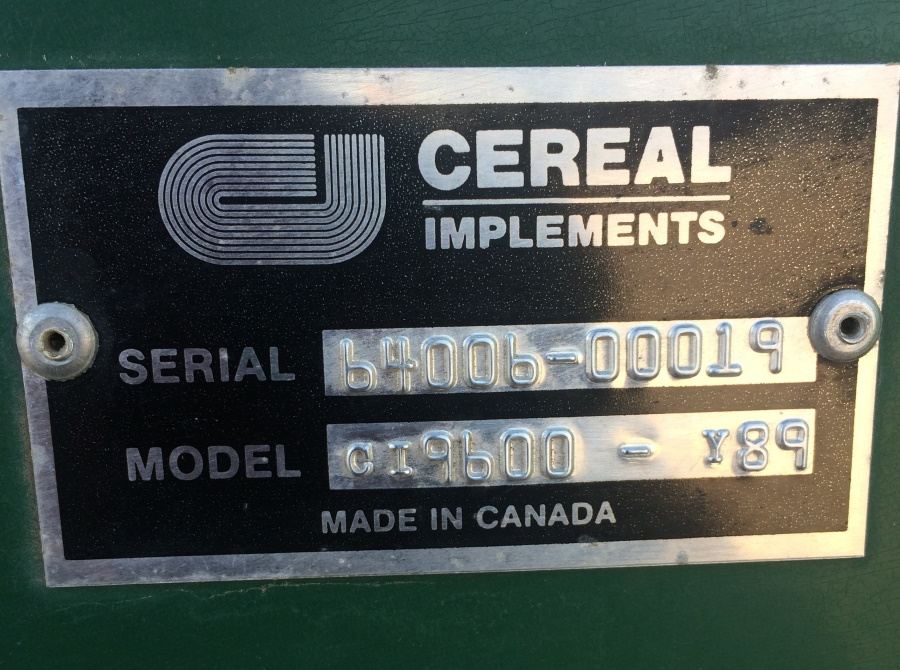 CEREAL
IMPLEMENTS
SERIAL 64006-00019
MODEL CI9600 - Y89
MADE IN CANADA